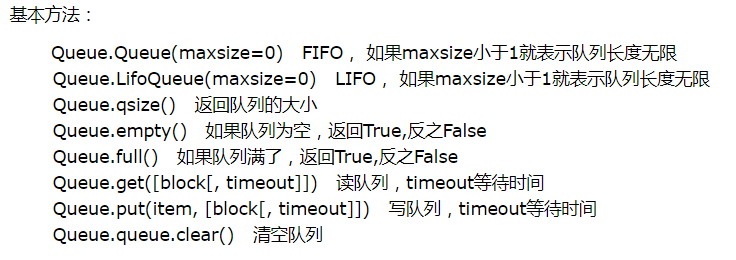 基本方法：
Queue.Queue(maxsize=0)   FIFO， 如果maxsize小于1就表示队列长度无限
Queue.LifoQueue(maxsize=0)   LIFO， 如果maxsize小于1就表示队列长度无限
Queue.qsize()   返回队列的大小
Queue.empty()   如果队列为空，返回True,反之False
Queue.full()   如果队列满了，返回True,反之False
Queue.get([block[, timeout]])   读队列，timeout等待时间
Queue.put(item, [block[, timeout]])   写队列，timeout等待时间
Queue.queue.clear()   清空队列